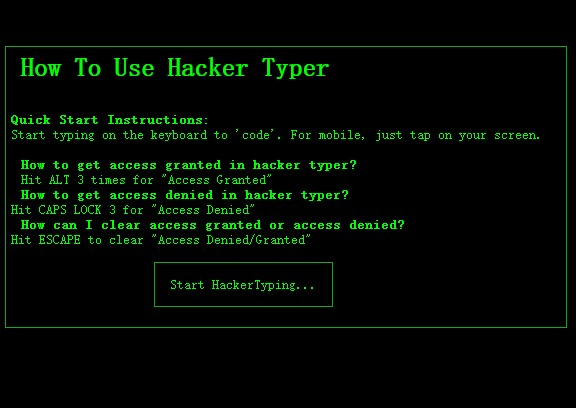 How To Use Hacker Typer
Quick Start Instructions:
Start typing on the keyboard to 'code'. For mobile, just tap on your screen.
How to get access granted in hacker typer?
Hit ALT 3 times for "Access Granted"
How to get access denied in hacker typer?
Hit CAPS LOCK 3 for "Access Denied"
How can I clear access granted or access denied?
Hit ESCAPE to clear "Access Denied/Granted"
Start HackerTyping...